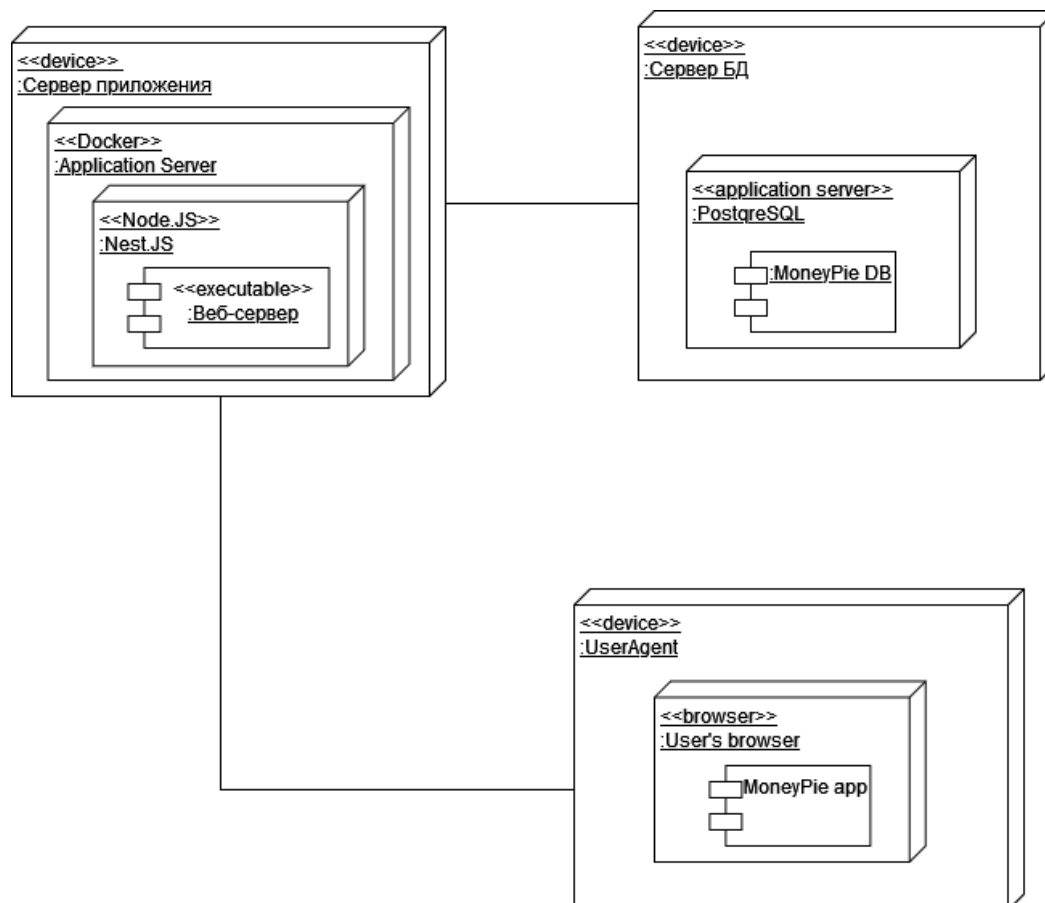 <<device>>
:Сервер приложения
<<Docker>>
:Application Server
<<Node.JS>>
:Nest.JS
<<executable>>
:Веб-сервер
<<device>>
:Сервер БД
<<application server>>
:PostgreSQL
:MoneyPie DB
<<device>>
:UserAgent
<<browser>>
:User's browser
MoneyPie app